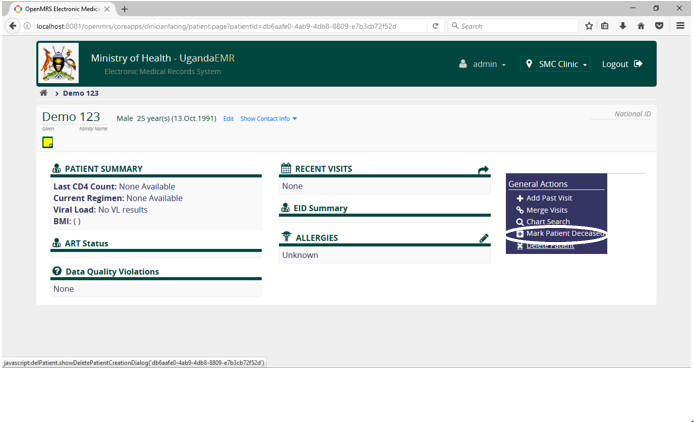 OpenMRS Electronic Medica
localhost:8081/openmrs/coreapps/clinicianfacing/patient.page?patientId=db6aafe0-4ab9-4db8-8809-e7b3cb72f52d
Search
Ministry of Health - UgandaEMR
Electronic Medical Records System
admin
SMC Clinic
Logout
Demo 123
Demo 123
Given Family Name
Male 25 year(s) (13.Oct.1991) Edit Show Contact Info
National ID
PATIENT SUMMARY
Last CD4 Count: None Available
Current Regimen: None Available
Viral Load: No VL results
BMI: ( )
ART Status
Data Quality Violations
None
RECENT VISITS
None
EID Summary
ALLERGIES
Unknown
General Actions
Add Past Visit
Merge Visits
Chart Search
Mark Patient Deceased
Delete Patient
javascript:delPatient.showDeletePatientCreationDialog('db6aafe0-4ab9-4db8-8809-e7b3cb72f52d')
.